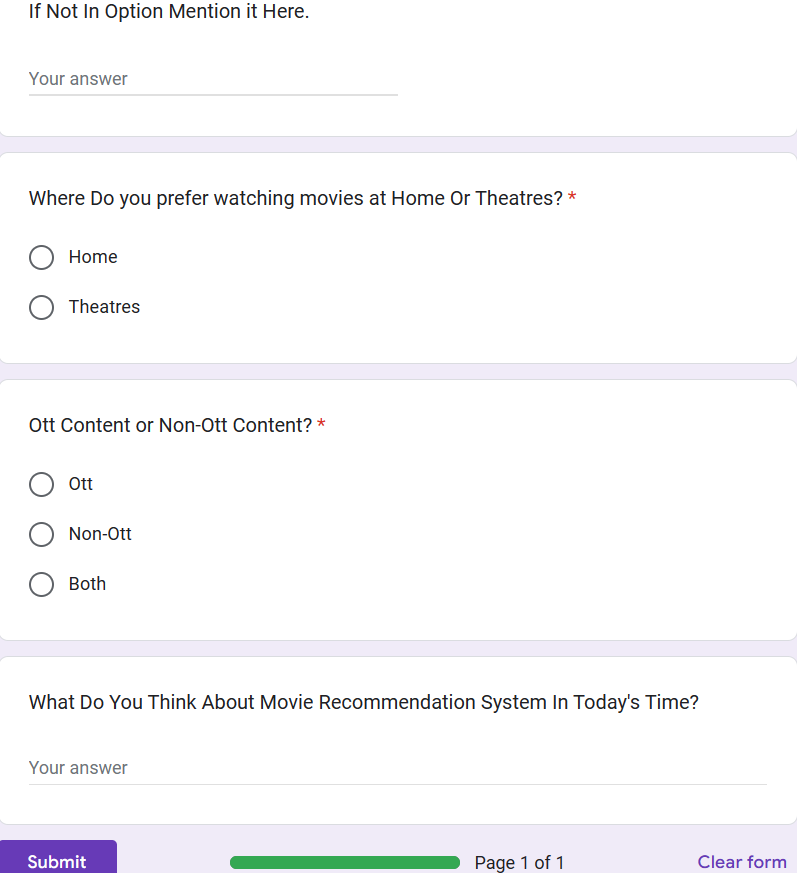 If Not In Option Mention it Here.
Your answer
Where Do you prefer watching movies at Home Or Theatres? *
Home
Theatres
Ott Content or Non-Ott Content? *
Ott
Non-Ott
Both
What Do You Think About Movie Recommendation System In Today's Time?
Your answer
Submit Page 1 of 1 Clear form